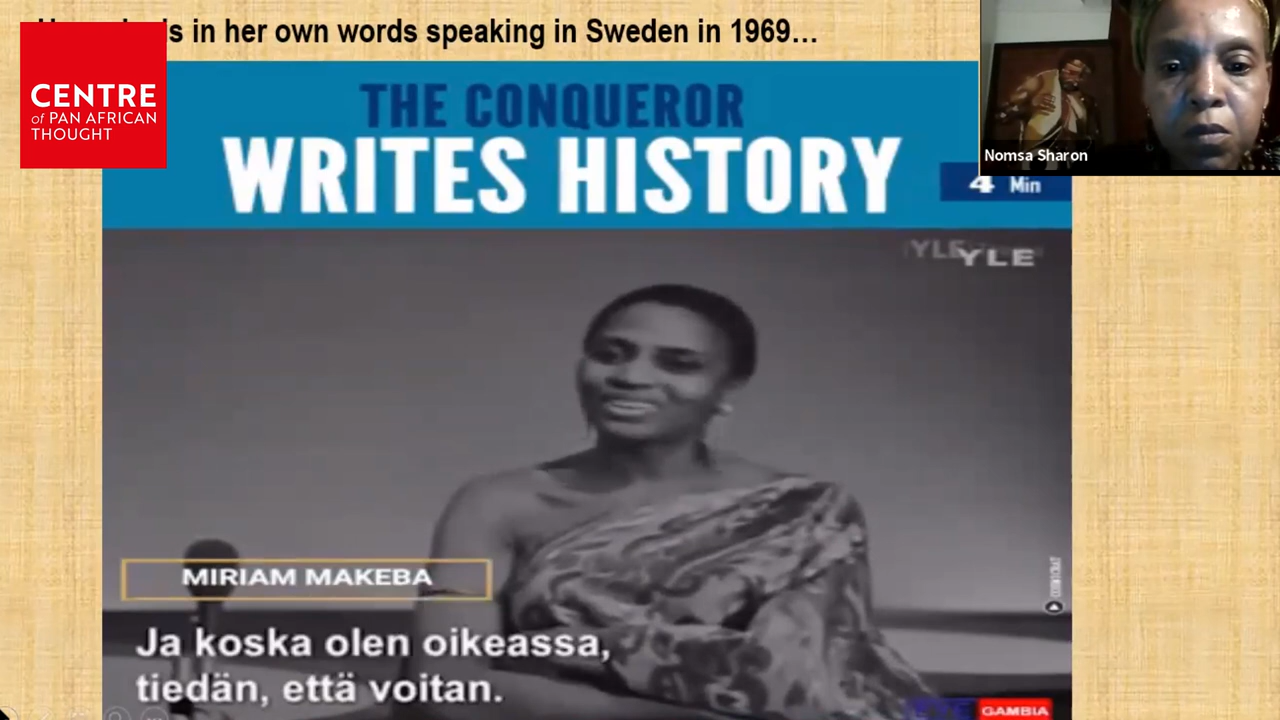 is in her own words speaking in Sweden in 1969…
CENTRE
of PAN AFRICAN
THOUGHT
Nomsa Sharon
THE CONQUEROR
WRITES HISTORY
4 Min
YLE
MIRIAM MAKEBA
Ja koska olen oikeassa,
tiedän, että voitan.
GAMBIA